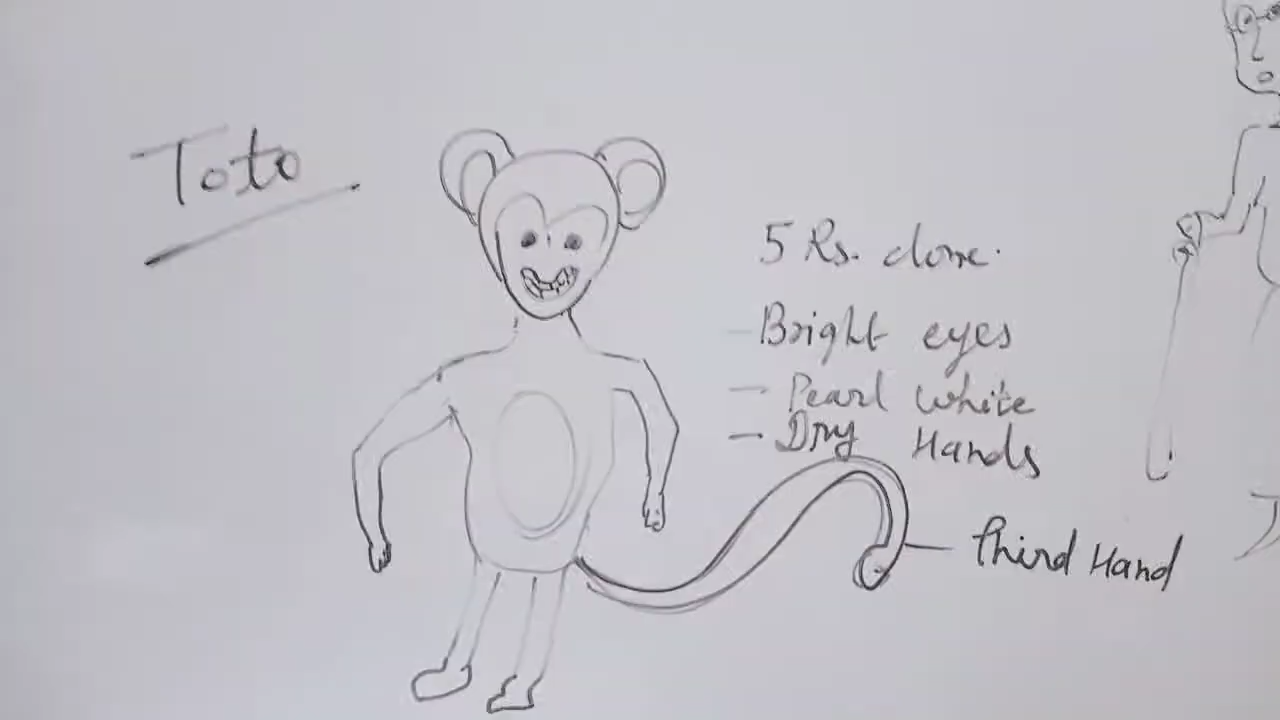 Toto
5 Rs. done.
Bright eyes
- Pearl White
- Dry Hands
Third Hand